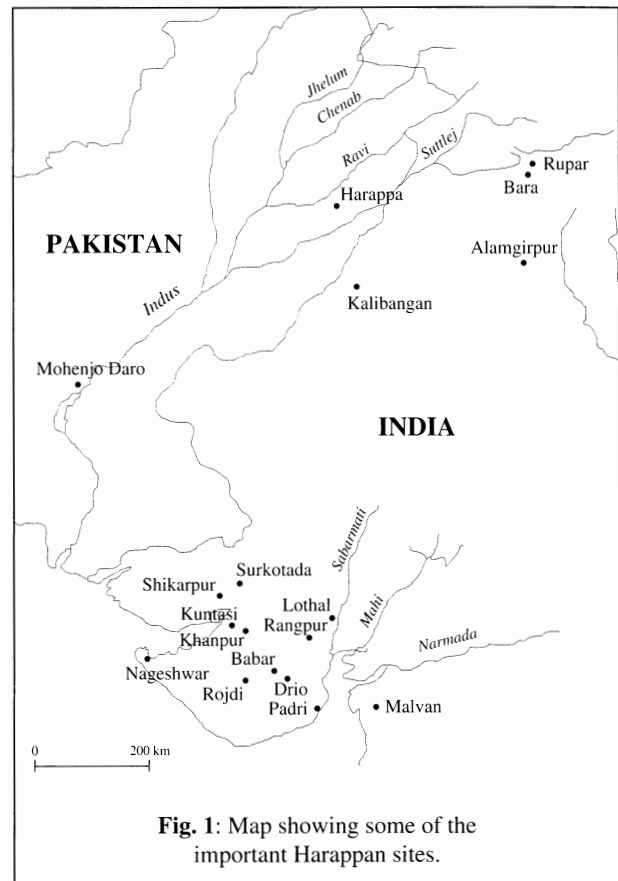 Jhelum
Chenab
Ravi
Suttlej
Rupar
Bara
Harappa
PAKISTAN
Alamgirpur
Indus
Kalibangan
Mohenjo Daro
INDIA
Sabarmati
Surkotada
Shikarpur
Lothal
Mahi
Kuntasi
Rangpur
Khanpur
Narmada
Babar
Nageshwar
Rojdi
Drio
Padri
Malvan
0 200 km
Fig. 1: Map showing some of the
important Harappan sites.